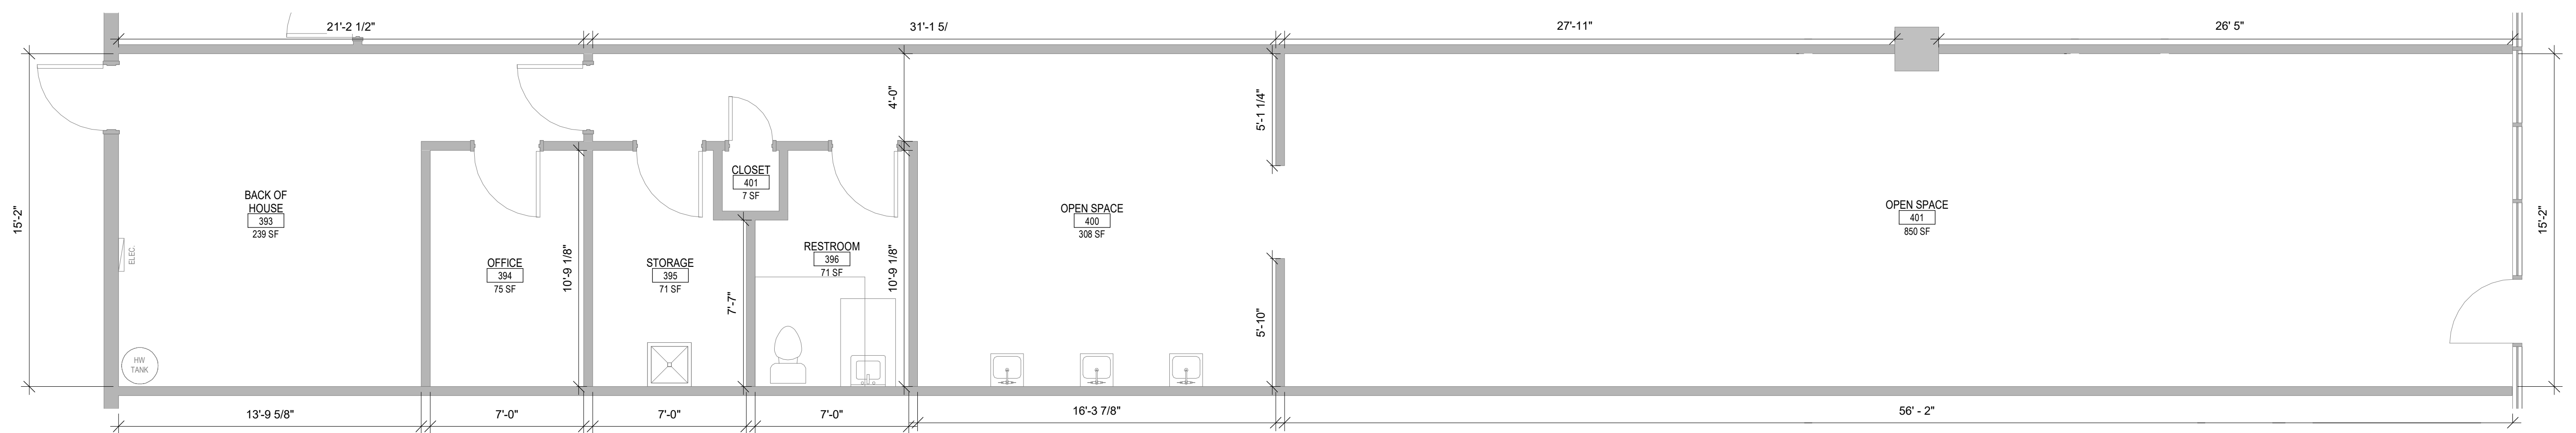 21'-2 1/2"
31'-1 5/
27'-11"
26' 5"
15'-2"
4'-0"
5'-1 1/4"
BACK OF
HOUSE
393
239 SF
ELEC.
HW
TANK
OFFICE
394
75 SF
10'-9 1/8"
STORAGE
395
71 SF
CLOSET
401
7 SF
7'-7"
RESTROOM
396
71 SF
10'-9 1/8"
OPEN SPACE
400
308 SF
5'-10"
OPEN SPACE
401
850 SF
15'-2"
13'-9 5/8"
7'-0"
7'-0"
7'-0"
16'-3 7/8"
56' - 2"